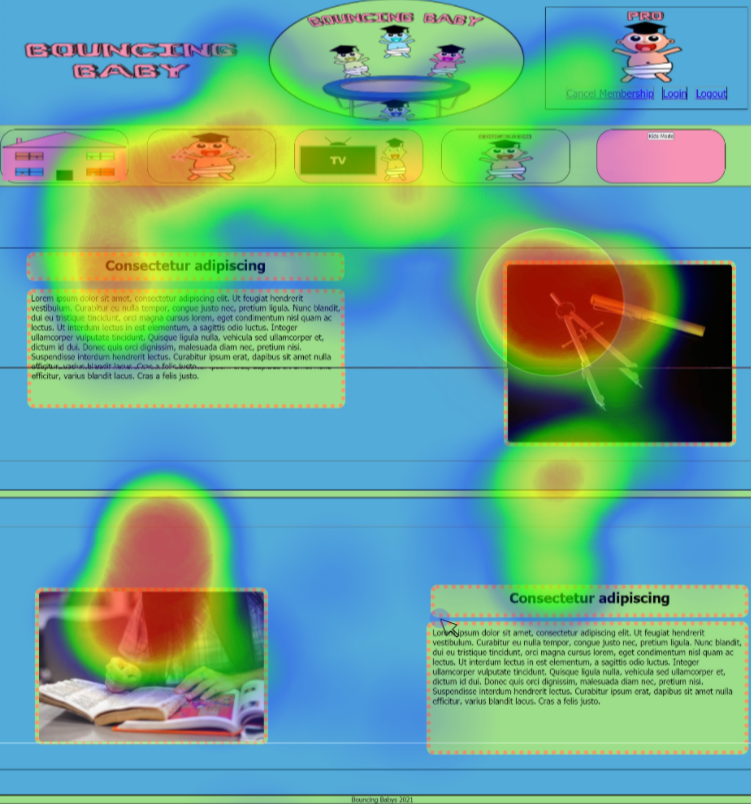 BOUNCING
BABY
BOUNCING BABY
PRO
Cancel Membership Login Logout
TV
Kids Mode
Consectetur adipiscing
Lorem ipsum dolor sit amet, consectetur adipiscing elit. Ut feugiat hendrerit
vestibulum. Curabitur eu nulla tempor, congue justo nec, pretium ligula. Nunc blandit,
dui eu tristique tincidunt, orci magna cursus lorem, eget condimentum nisl quam ac
lectus. Ut interdum lectus in est elementum, a sagittis odio luctus. Integer
ullamcorper vulputate tincidunt. Quisque ligula nulla, vehicula sed ullamcorper et,
dictum id dui. Donec quis orci dignissim, malesuada diam nec, pretium nisi.
Suspendisse interdum hendrerit lectus. Curabitur ipsum erat, dapibus sit amet nulla
efficitur, varius blandit lacus. Cras a felis justo.
Consectetur adipiscing
Lorem ipsum dolor sit amet, consectetur adipiscing elit. Ut feugiat hendrerit
vestibulum. Curabitur eu nulla tempor, congue justo nec, pretium ligula. Nunc blandit,
dui eu tristique tincidunt, orci magna cursus lorem, eget condimentum nisl quam ac
lectus. Ut interdum lectus in est elementum, a sagittis odio luctus. Integer
ullamcorper vulputate tincidunt. Quisque ligula nulla, vehicula sed ullamcorper et,
dictum id dui. Donec quis orci dignissim, malesuada diam nec, pretium nisi.
Suspendisse interdum hendrerit lectus. Curabitur ipsum erat, dapibus sit amet nulla
efficitur, varius blandit lacus. Cras a felis justo.
Bouncing Babys 2021